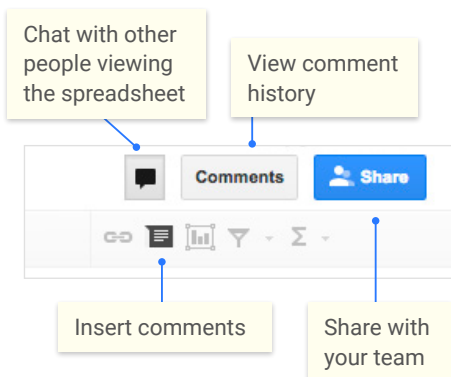 Chat with other
people viewing
the spreadsheet
View comment
history
Comments
Share
Insert comments
Share with
your team